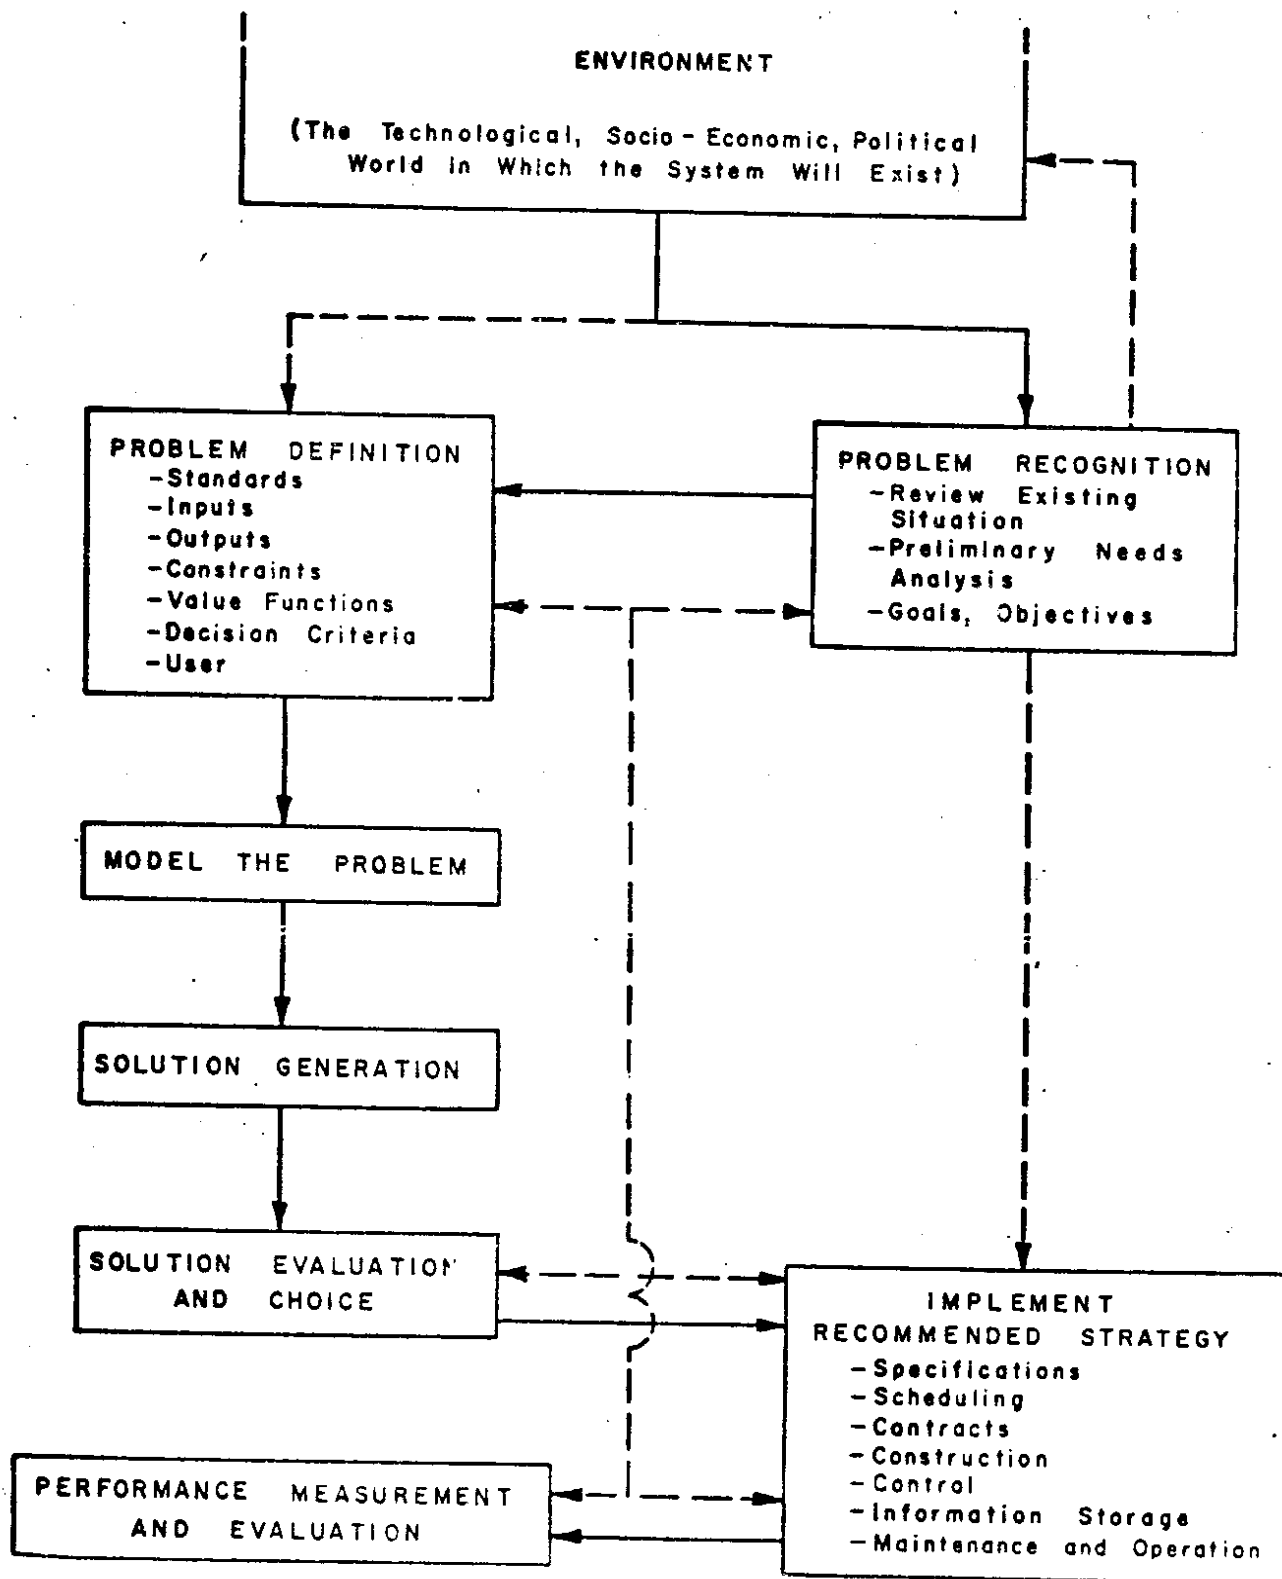 ENVIRONMENT
(The Technological, Socio-Economic, Political
World in Which the System Will Exist)
PROBLEM DEFINITION
-Standards
-Inputs
-Outputs
-Constraints
-Value Functions
-Decision Criteria
-User
PROBLEM RECOGNITION
-Review Existing
Situation
-Preliminary Needs
Analysis
-Goals, Objectives
MODEL THE PROBLEM
SOLUTION GENERATION
SOLUTION EVALUATION
AND CHOICE
IMPLEMENT
RECOMMENDED STRATEGY
-Specifications
-Scheduling
-Contracts
-Construction
-Control
-Information Storage
-Maintenance and Operation
PERFORMANCE MEASUREMENT
AND EVALUATION